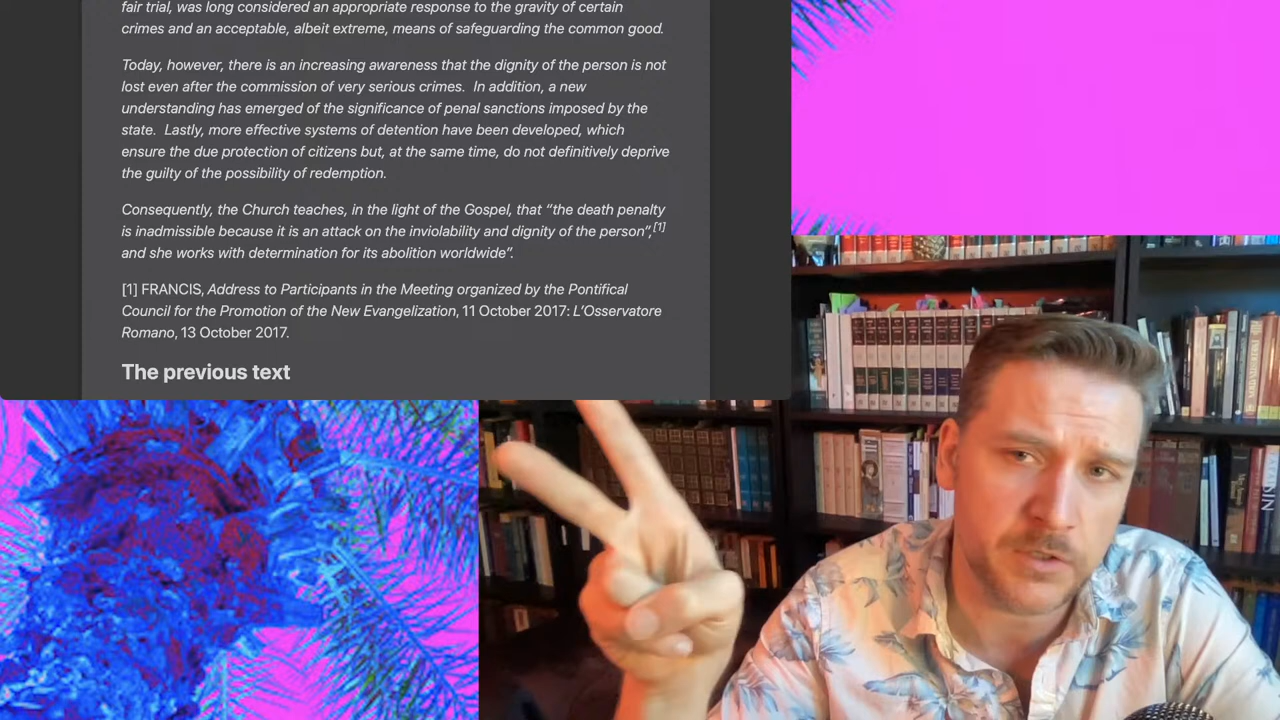 fair trial, was long considered an appropriate response to the gravity of certain
crimes and an acceptable, albeit extreme, means of safeguarding the common good.
Today, however, there is an increasing awareness that the dignity of the person is not
lost even after the commission of very serious crimes.  In addition, a new
understanding has emerged of the significance of penal sanctions imposed by the
state.  Lastly, more effective systems of detention have been developed, which
ensure the due protection of citizens but, at the same time, do not definitively deprive
the guilty of the possibility of redemption.
Consequently, the Church teaches, in the light of the Gospel, that “the death penalty
is inadmissible because it is an attack on the inviolability and dignity of the person”,[1]
and she works with determination for its abolition worldwide”.
[1] FRANCIS, Address to Participants in the Meeting organized by the Pontifical
Council for the Promotion of the New Evangelization, 11 October 2017: L’Osservatore
Romano, 13 October 2017.
The previous text